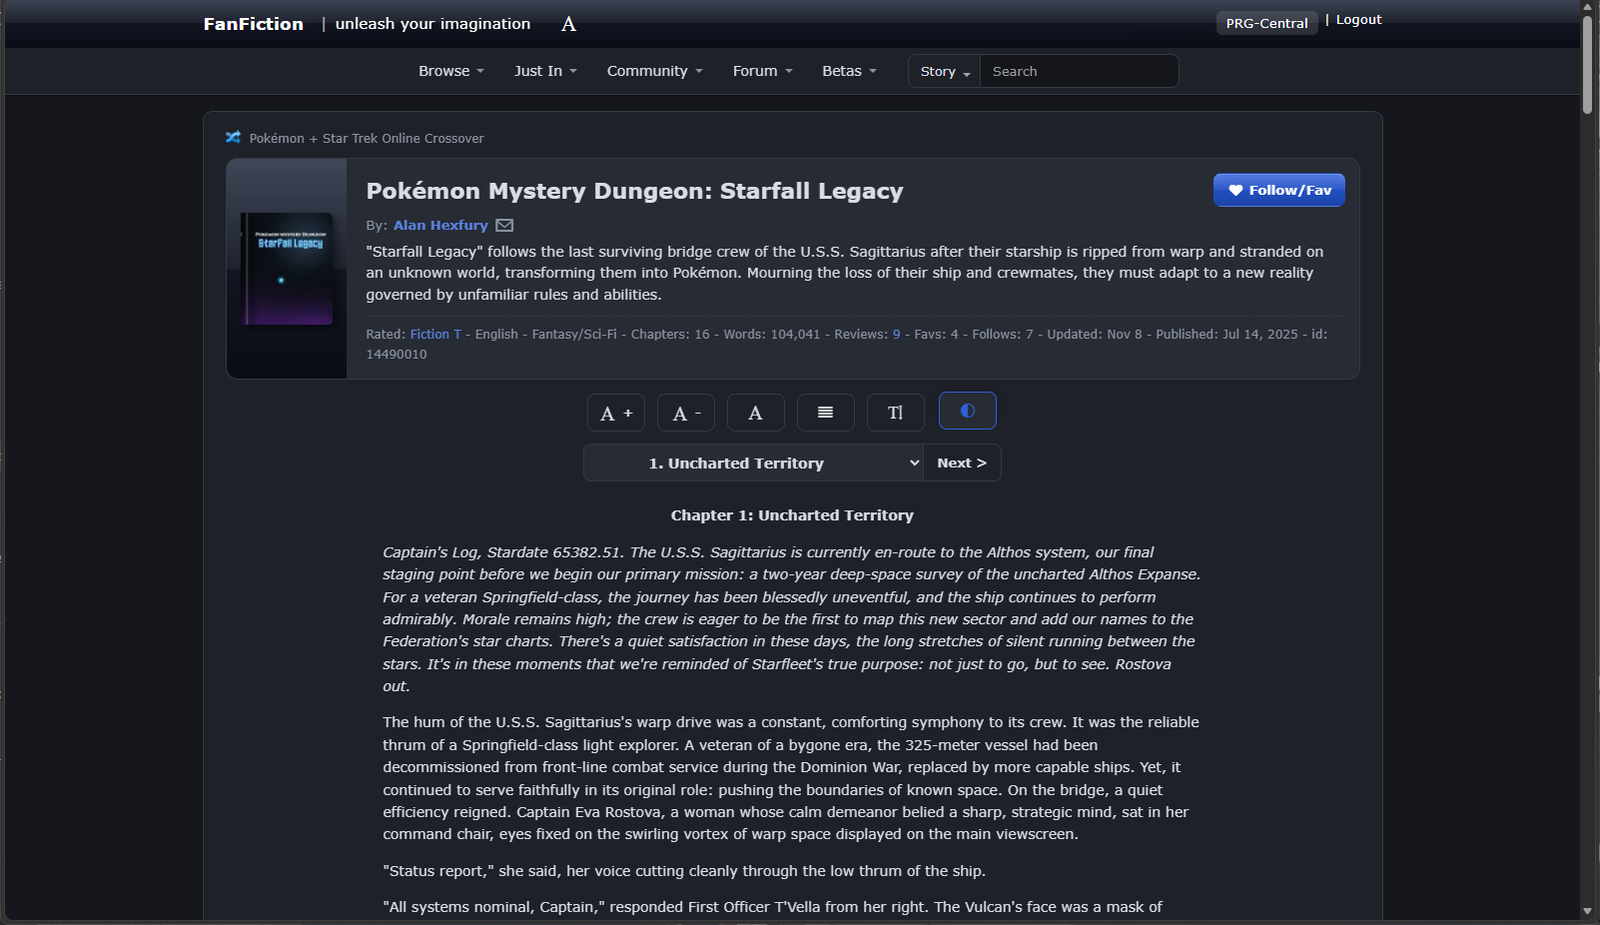 FanFiction | unleash your imagination A PRG-Central | Logout
Browse Just In Community Forum Betas Story Search
Pokémon + Star Trek Online Crossover
POKÉMON MYSTERY DUNGEON
Starfall Legacy
Pokémon Mystery Dungeon: Starfall Legacy
Follow/Fav
By: Alan Hexfury
"Starfall Legacy" follows the last surviving bridge crew of the U.S.S. Sagittarius after their starship is ripped from warp and stranded on
an unknown world, transforming them into Pokémon. Mourning the loss of their ship and crewmates, they must adapt to a new reality
governed by unfamiliar rules and abilities.
Rated: Fiction T - English - Fantasy/Sci-Fi - Chapters: 16 - Words: 104,041 - Reviews: 9 - Favs: 4 - Follows: 7 - Updated: Nov 8 - Published: Jul 14, 2025 - id:
14490010
A + A - A T|
1. Uncharted Territory Next >
Chapter 1: Uncharted Territory
Captain's Log, Stardate 65382.51. The U.S.S. Sagittarius is currently en-route to the Althos system, our final
staging point before we begin our primary mission: a two-year deep-space survey of the uncharted Althos Expanse.
For a veteran Springfield-class, the journey has been blessedly uneventful, and the ship continues to perform
admirably. Morale remains high; the crew is eager to be the first to map this new sector and add our names to the
Federation's star charts. There's a quiet satisfaction in these days, the long stretches of silent running between the
stars. It's in these moments that we're reminded of Starfleet's true purpose: not just to go, but to see. Rostova
out.
The hum of the U.S.S. Sagittarius's warp drive was a constant, comforting symphony to its crew. It was the reliable
thrum of a Springfield-class light explorer. A veteran of a bygone era, the 325-meter vessel had been
decommissioned from front-line combat service during the Dominion War, replaced by more capable ships. Yet, it
continued to serve faithfully in its original role: pushing the boundaries of known space. On the bridge, a quiet
efficiency reigned. Captain Eva Rostova, a woman whose calm demeanor belied a sharp, strategic mind, sat in her
command chair, eyes fixed on the swirling vortex of warp space displayed on the main viewscreen.
"Status report," she said, her voice cutting cleanly through the low thrum of the ship.
"All systems nominal, Captain," responded First Officer T'Vella from her right. The Vulcan's face was a mask of